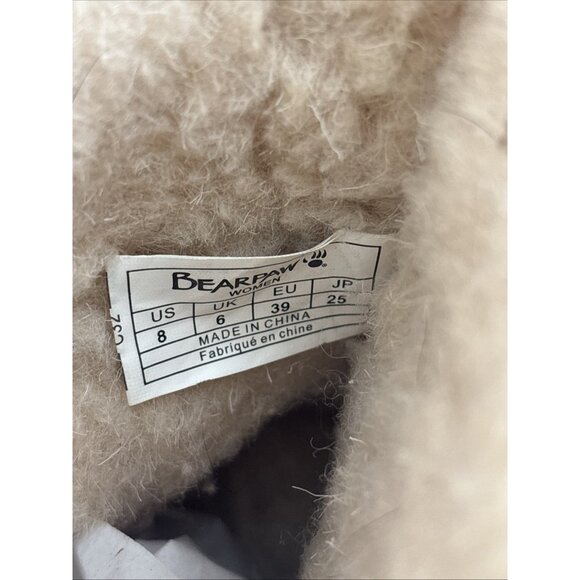 BEARPAW®
WOMEN
US UK EU JP
8 6 39 25
MADE IN CHINA
Fabriqué en chine